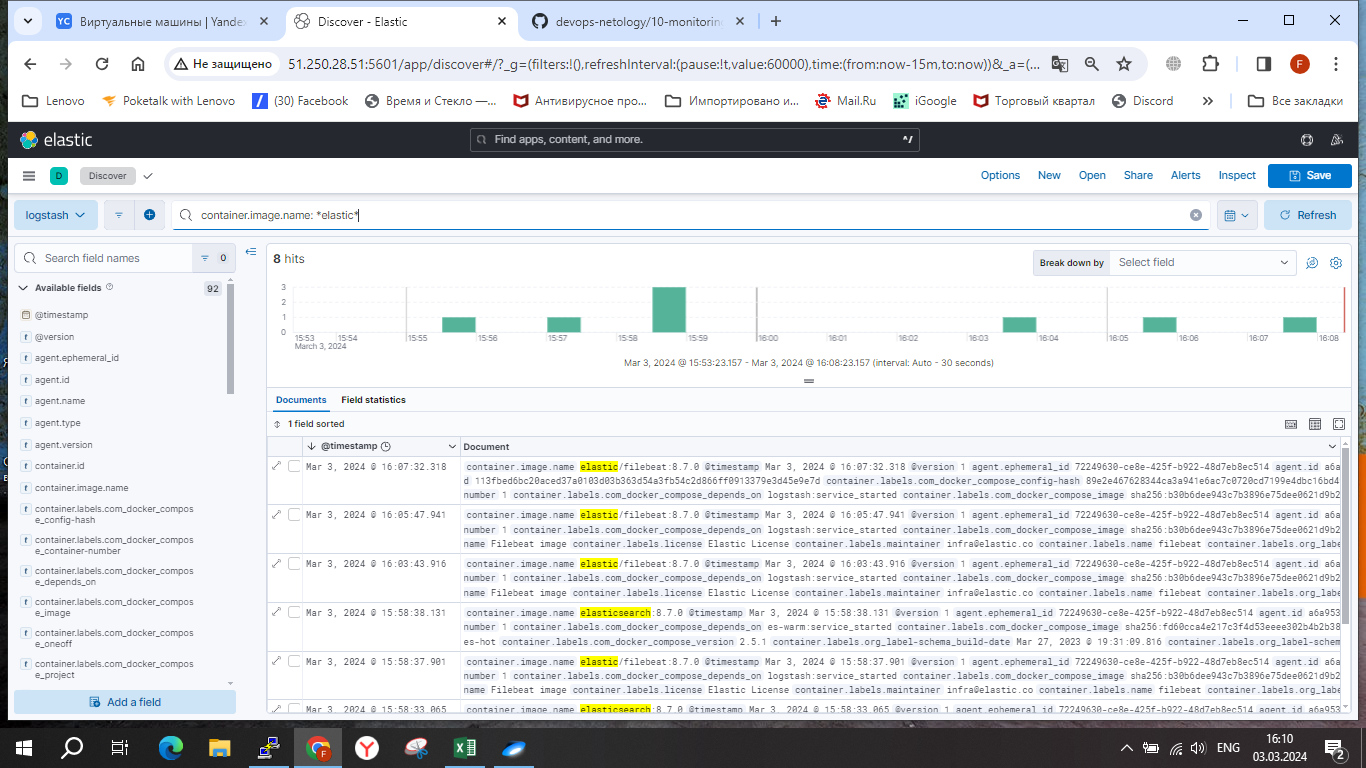 Виртуальные машины | Yandex
Discover - Elastic
devops-netology/10-monitoring
Не защищено
51.250.28.51:5601/app/discover#/?_g=(filters:!(),refreshInterval:(pause:!t,value:60000),time:(from:now-15m,to:now))&_a=(...
Lenovo
Poketalk with Lenovo
(30) Facebook
Время и Стекло —...
Антивирусное про...
Импортировано и...
Mail.Ru
iGoogle
Торговый квартал
Discord
»
Все закладки
elastic
Find apps, content, and more.
^/
D
Discover
Options
New
Open
Share
Alerts
Inspect
Save
logstash
container.image.name: *elastic*
Refresh
Search field names
0
Available fields
92
@timestamp
@version
agent.ephemeral_id
agent.id
agent.name
agent.type
agent.version
container.id
container.image.name
container.labels.com_docker_compos
e_config-hash
container.labels.com_docker_compos
e_container-number
container.labels.com_docker_compos
e_depends_on
container.labels.com_docker_compos
e_image
container.labels.com_docker_compos
e_oneoff
container.labels.com_docker_compos
e_project
Add a field
8 hits
Break down by
Select field
3
2
1
0
15:53 15:54 15:55 15:56 15:57 15:58 15:59 16:00 16:01 16:02 16:03 16:04 16:05 16:06 16:07 16:08
March 3, 2024
Mar 3, 2024 @ 15:53:23.157 - Mar 3, 2024 @ 16:08:23.157 (interval: Auto - 30 seconds)
Documents
Field statistics
1 field sorted
@timestamp
Document
Mar 3, 2024 @ 16:07:32.318
container.image.name elastic/filebeat:8.7.0 @timestamp Mar 3, 2024 @ 16:07:32.318 @version 1 agent.ephemeral_id 72249630-ce8e-425f-b922-48d7eb8ec514 agent.id a6a
d 113fbed6bc20aced37a0103d03b363d54a3fb54c2d866ff0913379e3d45e9e7d container.labels.com_docker_compose_config-hash 89e2e467628344ca3a941e6ac7c0720cd7199e4dbc16bd4
number 1 container.labels.com_docker_compose_depends_on logstash:service_started container.labels.com_docker_compose_image sha256:b30b6dee943c7b3896e75dee0621d9b2
Mar 3, 2024 @ 16:05:47.941
container.image.name elastic/filebeat:8.7.0 @timestamp Mar 3, 2024 @ 16:05:47.941 @version 1 agent.ephemeral_id 72249630-ce8e-425f-b922-48d7eb8ec514 agent.id a6a
number 1 container.labels.com_docker_compose_depends_on logstash:service_started container.labels.com_docker_compose_image sha256:b30b6dee943c7b3896e75dee0621d9b2
name Filebeat image container.labels.license Elastic License container.labels.maintainer infra@elastic.co container.labels.name filebeat container.labels.org_labe
Mar 3, 2024 @ 16:03:43.916
container.image.name elastic/filebeat:8.7.0 @timestamp Mar 3, 2024 @ 16:03:43.916 @version 1 agent.ephemeral_id 72249630-ce8e-425f-b922-48d7eb8ec514 agent.id a6a
number 1 container.labels.com_docker_compose_depends_on logstash:service_started container.labels.com_docker_compose_image sha256:b30b6dee943c7b3896e75dee0621d9b2
name Filebeat image container.labels.license Elastic License container.labels.maintainer infra@elastic.co container.labels.name filebeat container.labels.org_labe
Mar 3, 2024 @ 15:58:38.131
container.image.name elasticsearch:8.7.0 @timestamp Mar 3, 2024 @ 15:58:38.131 @version 1 agent.ephemeral_id 72249630-ce8e-425f-b922-48d7eb8ec514 agent.id a6a953
number 1 container.labels.com_docker_compose_depends_on es-warm:service_started container.labels.com_docker_compose_image sha256:fd60cca4e217c3f4d53eeee302b4b2b38
es-hot container.labels.com_docker_compose_version 2.5.1 container.labels.org_label-schema_build-date Mar 27, 2023 @ 19:31:09.816 container.labels.org_label-schem
Mar 3, 2024 @ 15:58:37.901
container.image.name elastic/filebeat:8.7.0 @timestamp Mar 3, 2024 @ 15:58:37.901 @version 1 agent.ephemeral_id 72249630-ce8e-425f-b922-48d7eb8ec514 agent.id a6a
number 1 container.labels.com_docker_compose_depends_on logstash:service_started container.labels.com_docker_compose_image sha256:b30b6dee943c7b3896e75dee0621d9b2
name Filebeat image container.labels.license Elastic License container.labels.maintainer infra@elastic.co container.labels.name filebeat container.labels.org_labe
Mar 3, 2024 @ 15:58:33.065
container.image.name elasticsearch:8.7.0 @timestamp Mar 3, 2024 @ 15:58:33.065 @version 1 agent.ephemeral_id 72249630-ce8e-425f-b922-48d7eb8ec514 agent.id a6a953
ENG
16:10
03.03.2024
2